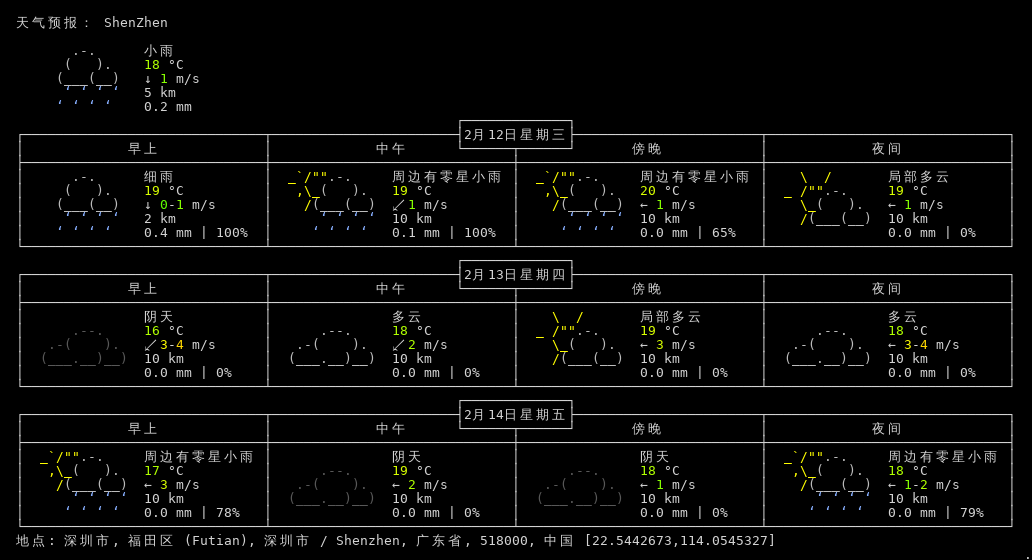 天气预报： ShenZhen
小雨
18 °C
↓ 1 m/s
5 km
0.2 mm
2月12日星期三
早上 中午 傍晚 夜间
细雨 周边有零星小雨 周边有零星小雨 局部多云
19 °C 19 °C 20 °C 19 °C
↓ 0-1 m/s ↙ 1 m/s ← 1 m/s ← 1 m/s
2 km 10 km 10 km 10 km
0.4 mm | 100% 0.1 mm | 100% 0.0 mm | 65% 0.0 mm | 0%
2月13日星期四
早上 中午 傍晚 夜间
阴天 多云 局部多云 多云
16 °C 18 °C 19 °C 18 °C
↙ 3-4 m/s ↙ 2 m/s ← 3 m/s ← 3-4 m/s
10 km 10 km 10 km 10 km
0.0 mm | 0% 0.0 mm | 0% 0.0 mm | 0% 0.0 mm | 0%
2月14日星期五
早上 中午 傍晚 夜间
周边有零星小雨 阴天 阴天 周边有零星小雨
17 °C 19 °C 18 °C 18 °C
← 3 m/s ← 2 m/s ← 1 m/s ← 1-2 m/s
10 km 10 km 10 km 10 km
0.0 mm | 78% 0.0 mm | 0% 0.0 mm | 0% 0.0 mm | 79%
地点: 深圳市, 福田区 (Futian), 深圳市 / Shenzhen, 广东省, 518000, 中国 [22.5442673,114.0545327]